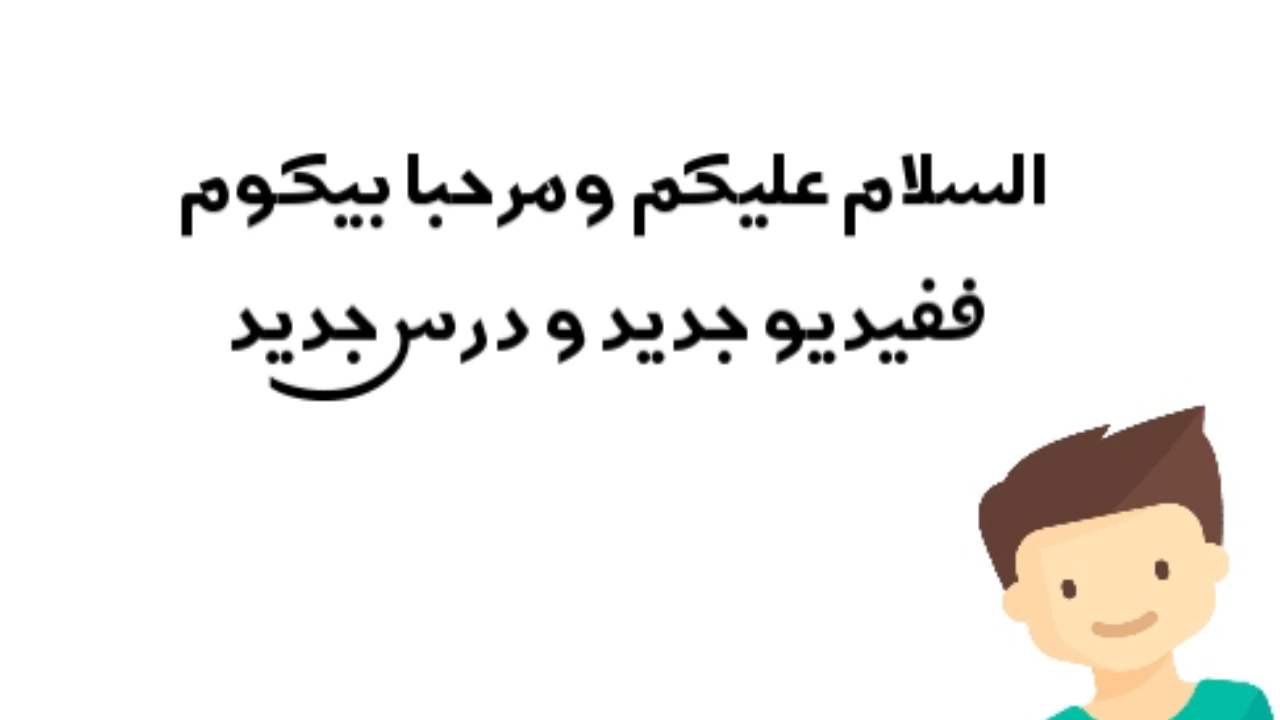 السلام عليكم ومرحبا بيكوم
ففيديو جديد و درس جديد